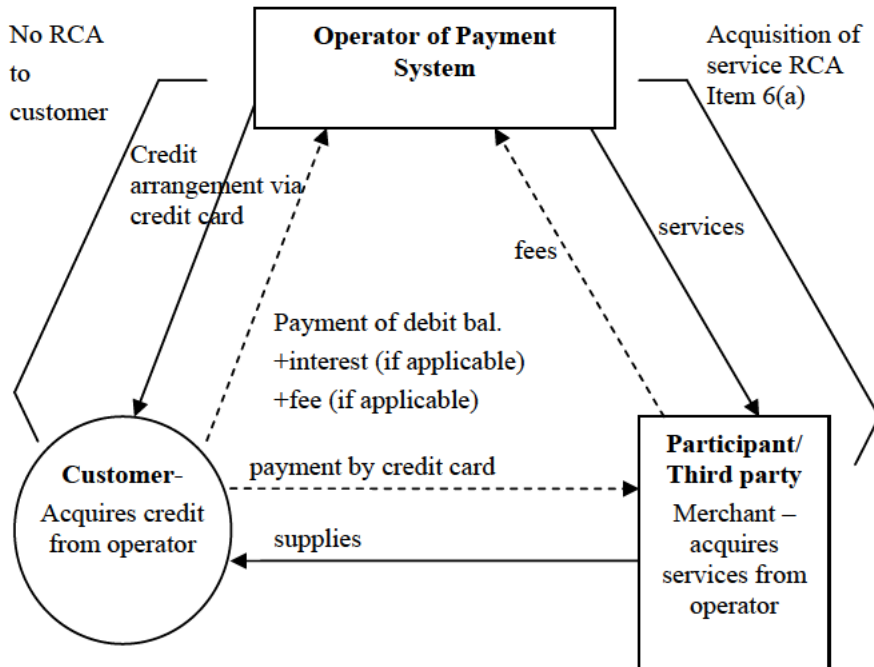 No RCA
to
customer
Operator of Payment
System
Acquisition of
service RCA
Item 6(a)
Credit
arrangement via
credit card
services
fees
Payment of debit bal.
+interest (if applicable)
+fee (if applicable)
Customer-
Acquires credit
from operator
payment by credit card
supplies
Participant/
Third party
Merchant –
acquires
services from
operator